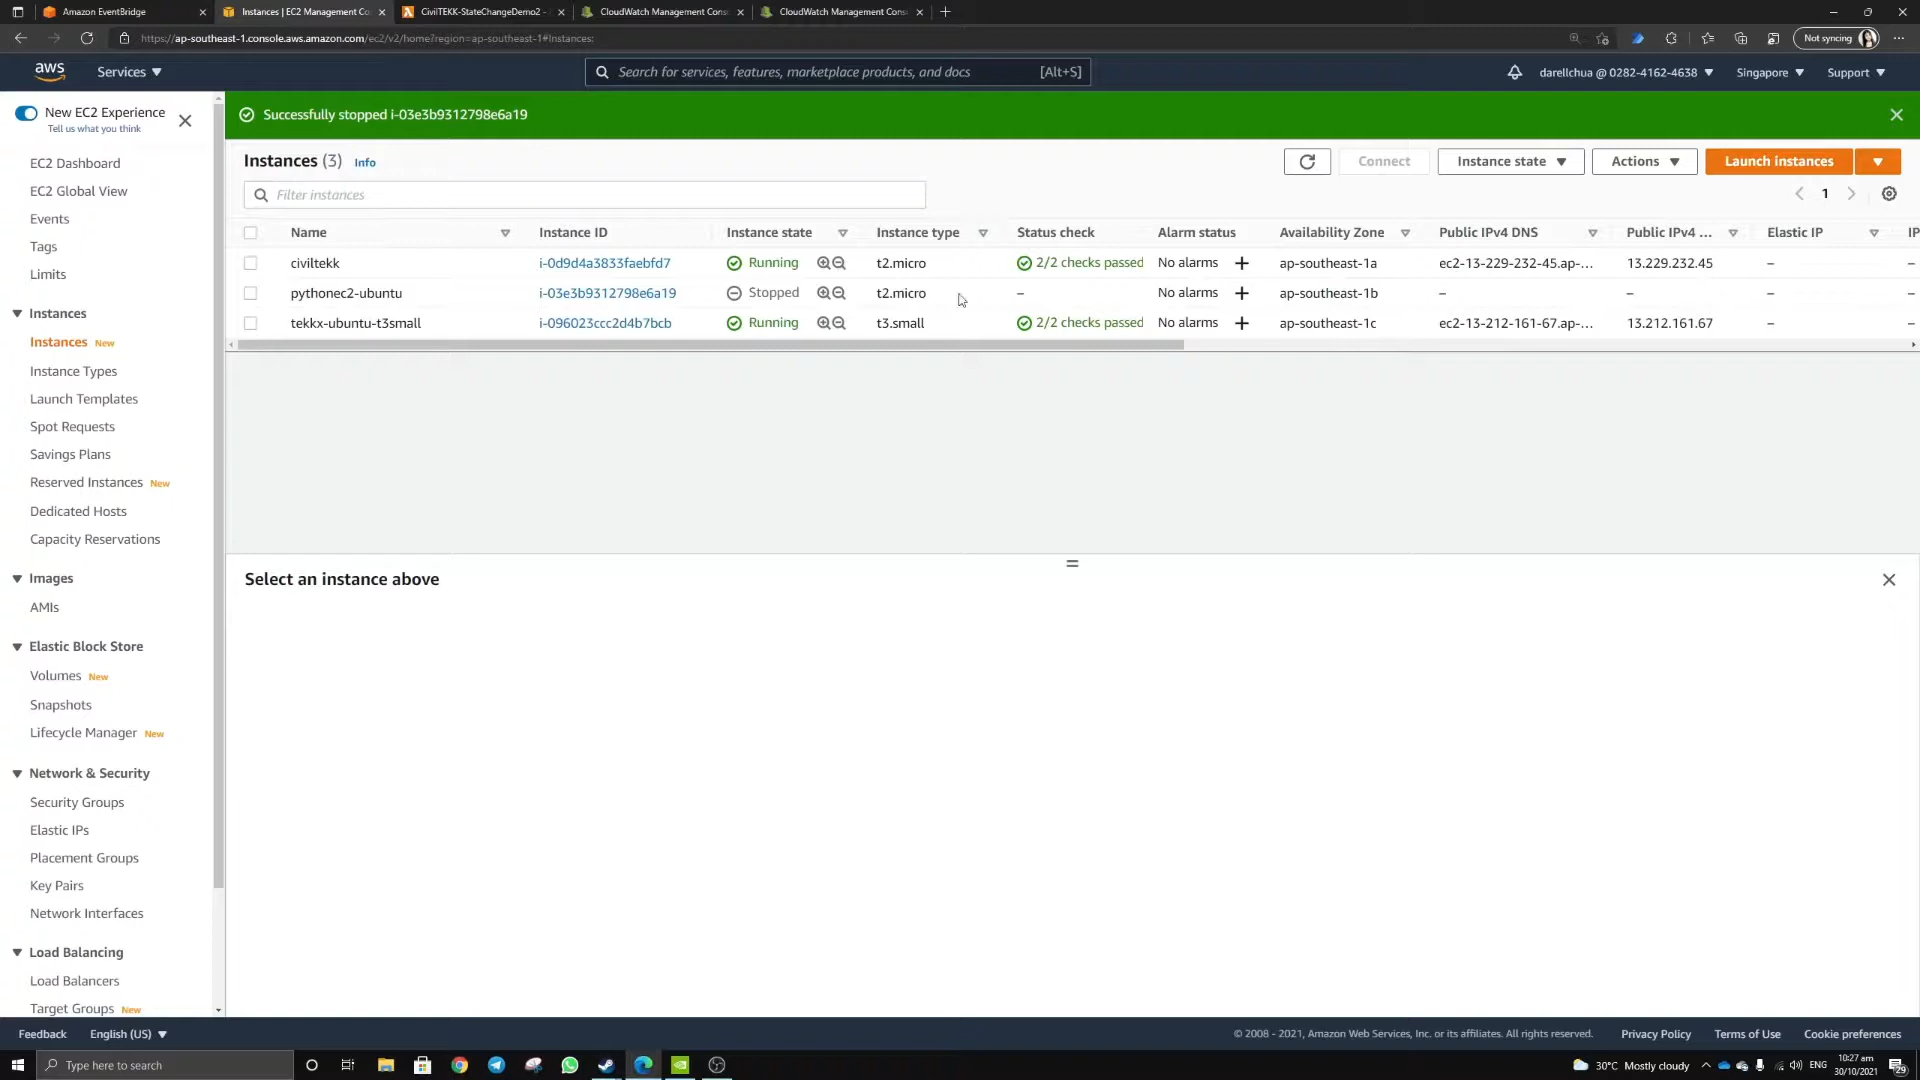 Amazon EventBridge
Instances | EC2 Management Co
CivilTEKK-StateChangeDemo2 -
CloudWatch Management Cons
CloudWatch Management Cons
https://ap-southeast-1.console.aws.amazon.com/ec2/v2/home?region=ap-southeast-1#Instances:
Not syncing
aws
Services
Search for services, features, marketplace products, and docs [Alt+S]
darellchua @ 0282-4162-4638
Singapore
Support
New EC2 Experience
Tell us what you think
EC2 Dashboard
EC2 Global View
Events
Tags
Limits
Instances
Instances New
Instance Types
Launch Templates
Spot Requests
Savings Plans
Reserved Instances New
Dedicated Hosts
Capacity Reservations
Images
AMIs
Elastic Block Store
Volumes New
Snapshots
Lifecycle Manager New
Network & Security
Security Groups
Elastic IPs
Placement Groups
Key Pairs
Network Interfaces
Load Balancing
Load Balancers
Target Groups New
Successfully stopped i-03e3b9312798e6a19
Instances (3) Info
Connect
Instance state
Actions
Launch instances
Filter instances
1
Name Instance ID Instance state Instance type Status check Alarm status Availability Zone Public IPv4 DNS Public IPv4 ... Elastic IP IP
civiltekk i-0d9d4a3833faebfd7 Running t2.micro 2/2 checks passed No alarms + ap-southeast-1a ec2-13-229-232-45.ap-... 13.229.232.45 – –
pythonec2-ubuntu i-03e3b9312798e6a19 Stopped t2.micro – No alarms + ap-southeast-1b – – – –
tekkx-ubuntu-t3small i-096023ccc2d4b7bcb Running t3.small 2/2 checks passed No alarms + ap-southeast-1c ec2-13-212-161-67.ap-... 13.212.161.67 – –
Select an instance above
Feedback
English (US)
© 2008 - 2021, Amazon Web Services, Inc. or its affiliates. All rights reserved.
Privacy Policy
Terms of Use
Cookie preferences
Type here to search
30°C Mostly cloudy
ENG
10:27 am
30/10/2021
29